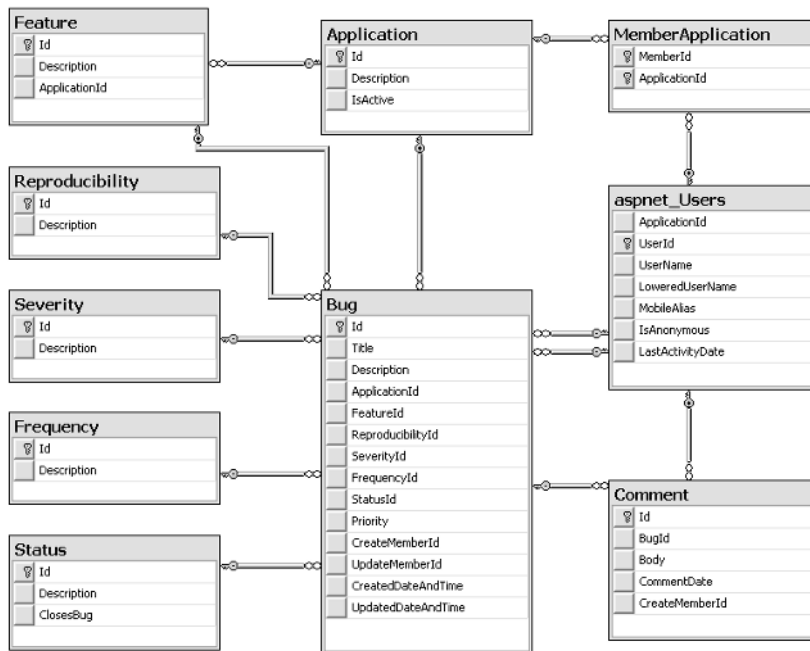 Feature
Id
Description
ApplicationId
Application
Id
Description
IsActive
MemberApplication
MemberId
ApplicationId
Reproducibility
Id
Description
aspnet_Users
ApplicationId
UserId
UserName
LoweredUserName
MobileAlias
IsAnonymous
LastActivityDate
Severity
Id
Description
Bug
Id
Title
Description
ApplicationId
FeatureId
ReproducibilityId
SeverityId
FrequencyId
StatusId
Priority
CreateMemberId
UpdateMemberId
CreatedDateAndTime
UpdatedDateAndTime
Frequency
Id
Description
Comment
Id
BugId
Body
CommentDate
CreateMemberId
Status
Id
Description
ClosesBug